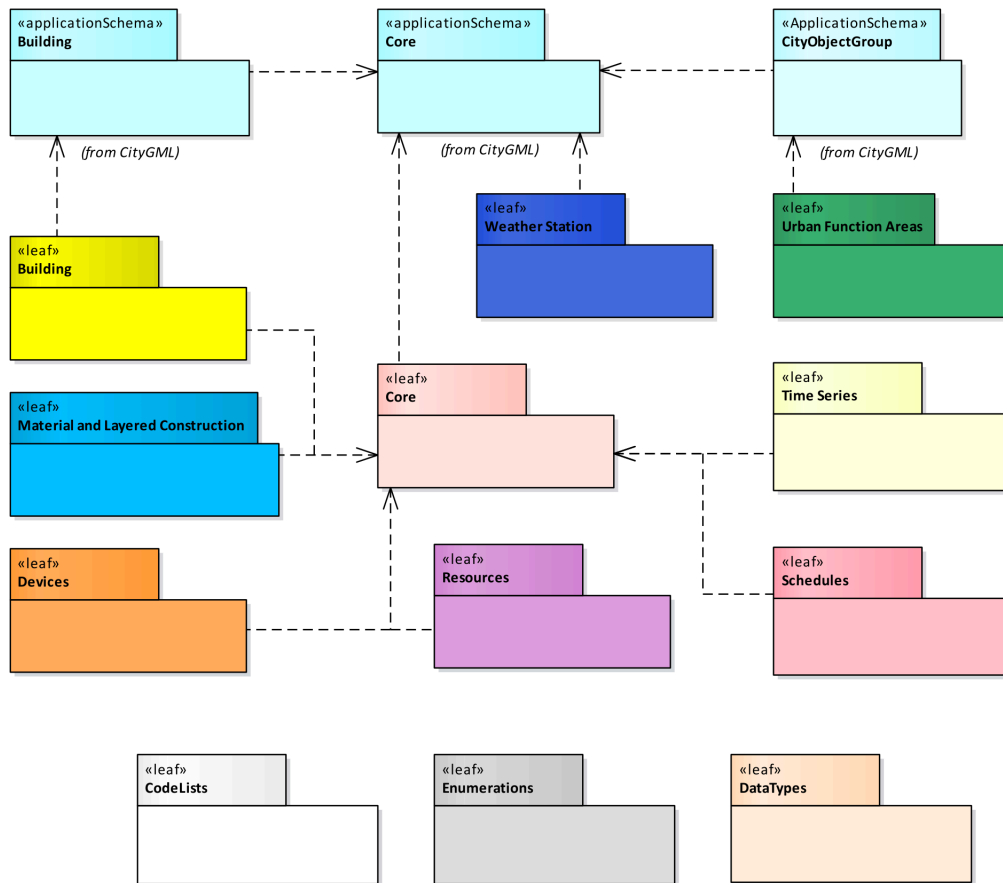 «applicationSchema»
Building
(from CityGML)
«applicationSchema»
Core
(from CityGML)
«ApplicationSchema»
CityObjectGroup
(from CityGML)
«leaf»
Weather Station
«leaf»
Urban Function Areas
«leaf»
Building
«leaf»
Core
«leaf»
Time Series
«leaf»
Material and Layered Construction
«leaf»
Devices
«leaf»
Resources
«leaf»
Schedules
«leaf»
CodeLists
«leaf»
Enumerations
«leaf»
DataTypes